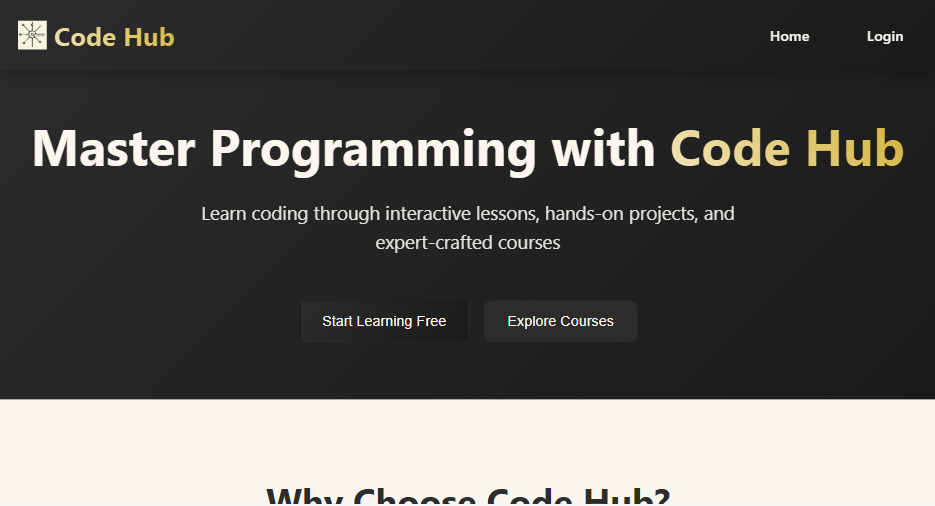 Code Hub
Home
Login
Master Programming with Code Hub
Learn coding through interactive lessons, hands-on projects, and
expert-crafted courses
Start Learning Free
Explore Courses
Why Choose Code Hub?